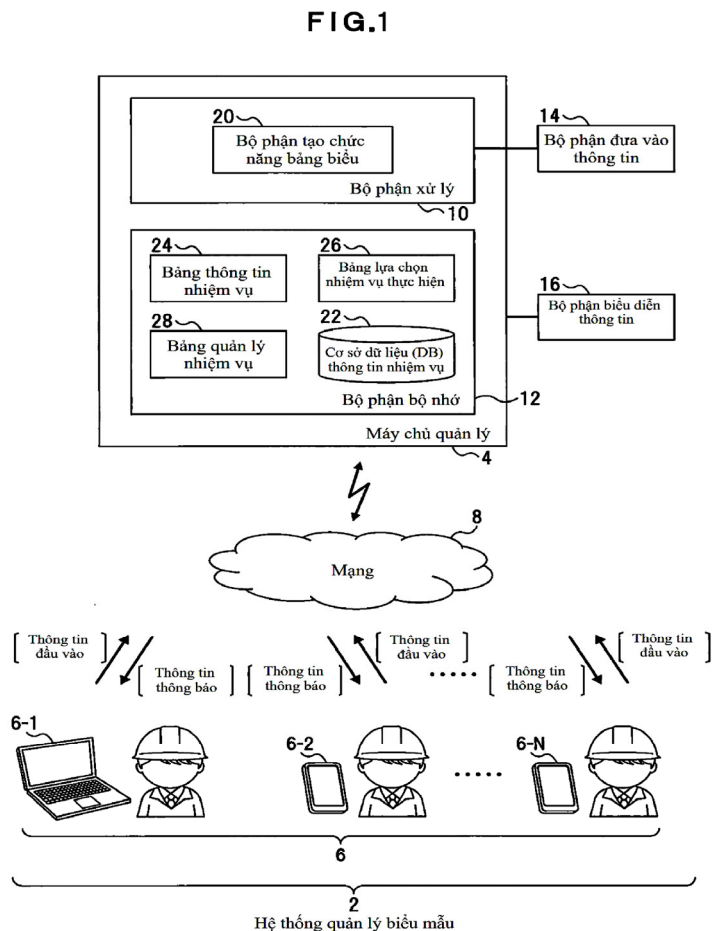 FIG.1
20
Bộ phận tạo chức
năng bảng biểu
Bộ phận xử lý
10
14
Bộ phận đưa vào
thông tin
24
Bảng thông tin
nhiệm vụ
26
Bảng lựa chọn
nhiệm vụ thực hiện
28
Bảng quản lý
nhiệm vụ
22
Cơ sở dữ liệu (DB)
thông tin nhiệm vụ
Bộ phận bộ nhớ
12
16
Bộ phận biểu diễn
thông tin
Máy chủ quản lý
4
8
Mạng
Thông tin
đầu vào
Thông tin
thông báo
Thông tin
thông báo
Thông tin
đầu vào
Thông tin
thông báo
Thông tin
đầu vào
6-1
6-2
6-N
6
2
Hệ thống quản lý biểu mẫu